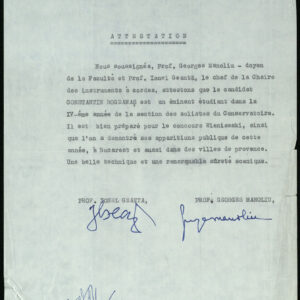 ATTESTATION
Nous soussignés, Prof. Georges Manoliu - doyen
de la Faculté et Prof. Ionel Geantă, le chef de la Chaire
des instruments à cordes, attestons que le candidat
CONSTANTIN BOGDANAS est un éminent étudiant dans la
IV-ème année de la section des solistes du Conservatoire.
Il est bien préparé pour le concours Wieniawski, ainsi
que l'on a démontré ses apparitions publiques de cette
année, à Bucarest et aussi dans des villes de provence.
Une belle technique et une remarquable sûreté scenique.
PROF. IONEL GEANTA, PROF. GEORGES MANOLIU,